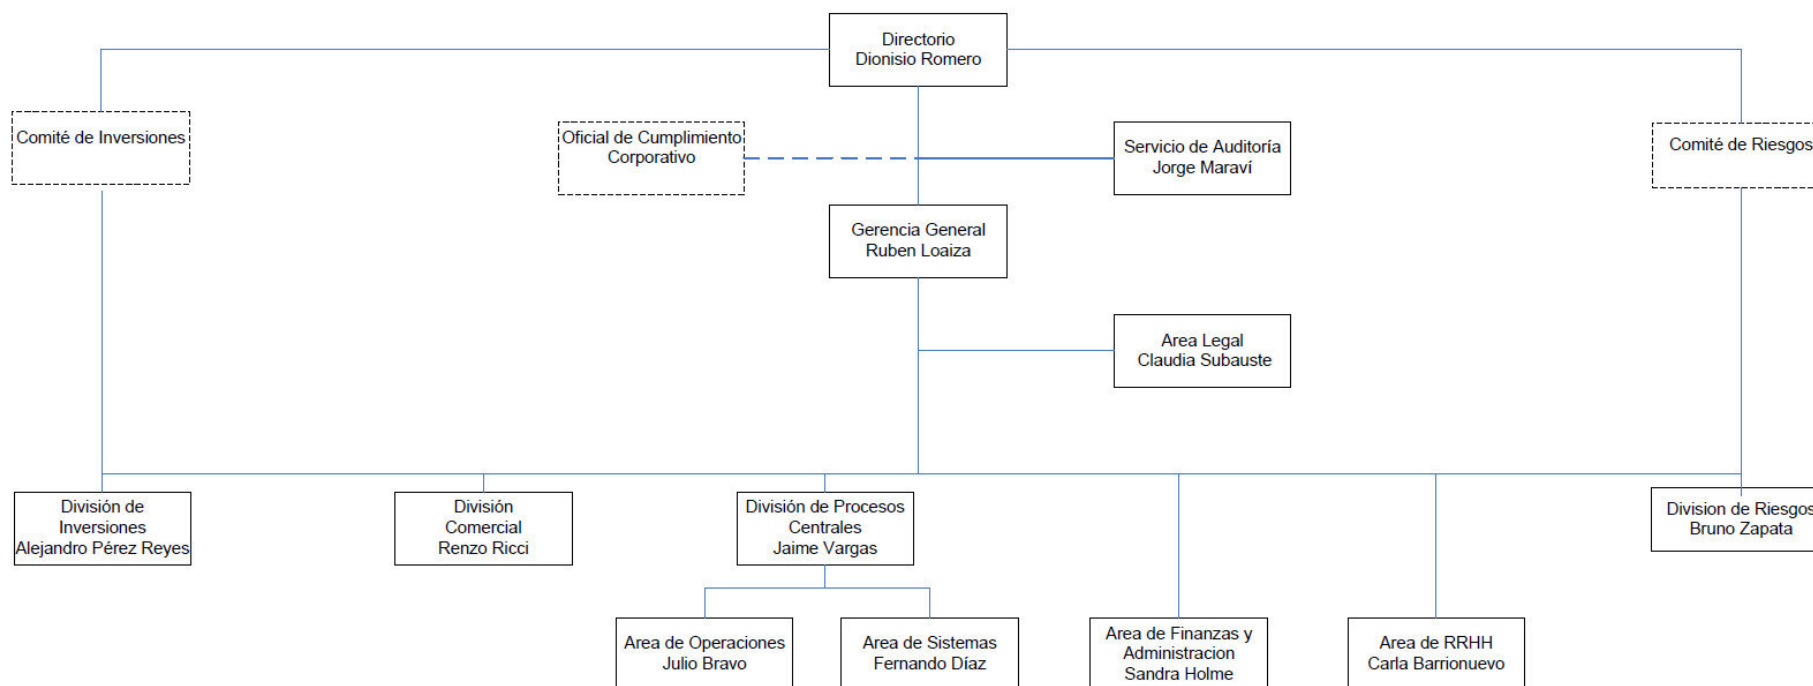 Directorio
Dionisio Romero
Comité de Inversiones
Oficial de Cumplimiento
Corporativo
Servicio de Auditoría
Jorge Maraví
Comité de Riesgos
Gerencia General
Ruben Loaiza
Area Legal
Claudia Subauste
División de
Inversiones
Alejandro Pérez Reyes
División
Comercial
Renzo Ricci
División de Procesos
Centrales
Jaime Vargas
Division de Riesgos
Bruno Zapata
Area de Operaciones
Julio Bravo
Area de Sistemas
Fernando Díaz
Area de Finanzas y
Administracion
Sandra Holme
Area de RRHH
Carla Barrionuevo